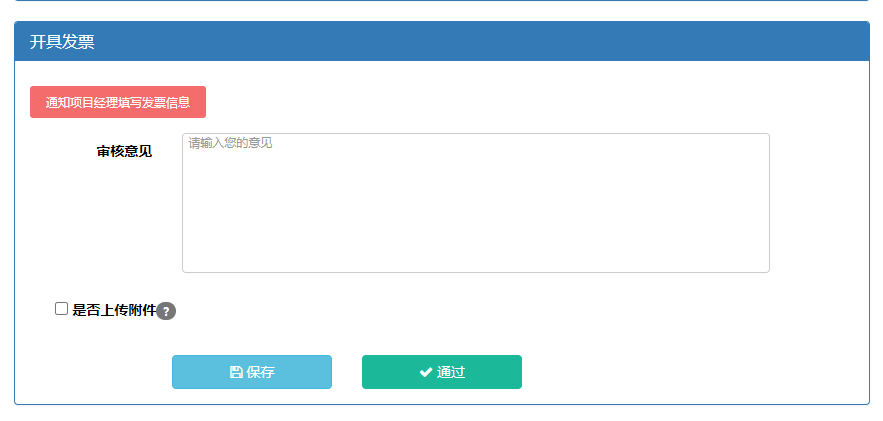 开具发票
通知项目经理填写发票信息
审核意见
请输入您的意见
是否上传附件?
保存
通过